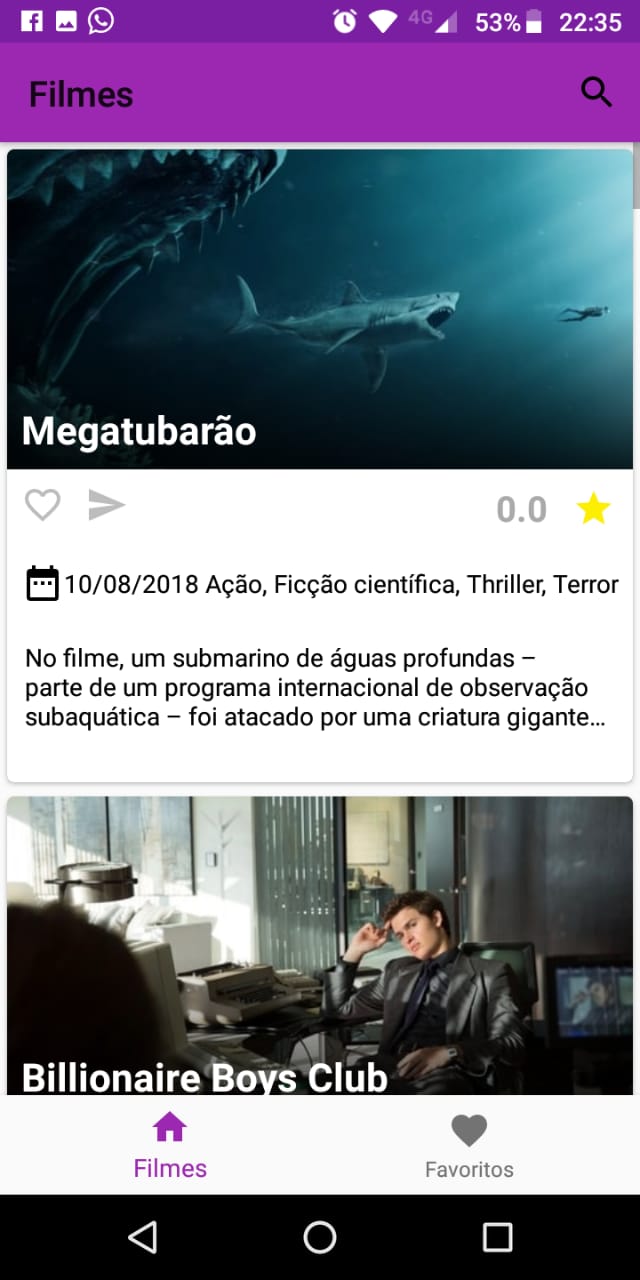 4G 53% 22:35
Filmes
Megatubarão
0.0
10/08/2018 Ação, Ficção científica, Thriller, Terror
No filme, um submarino de águas profundas –
parte de um programa internacional de observação
subaquática – foi atacado por uma criatura gigante…
Billionaire Boys Club
Filmes
Favoritos